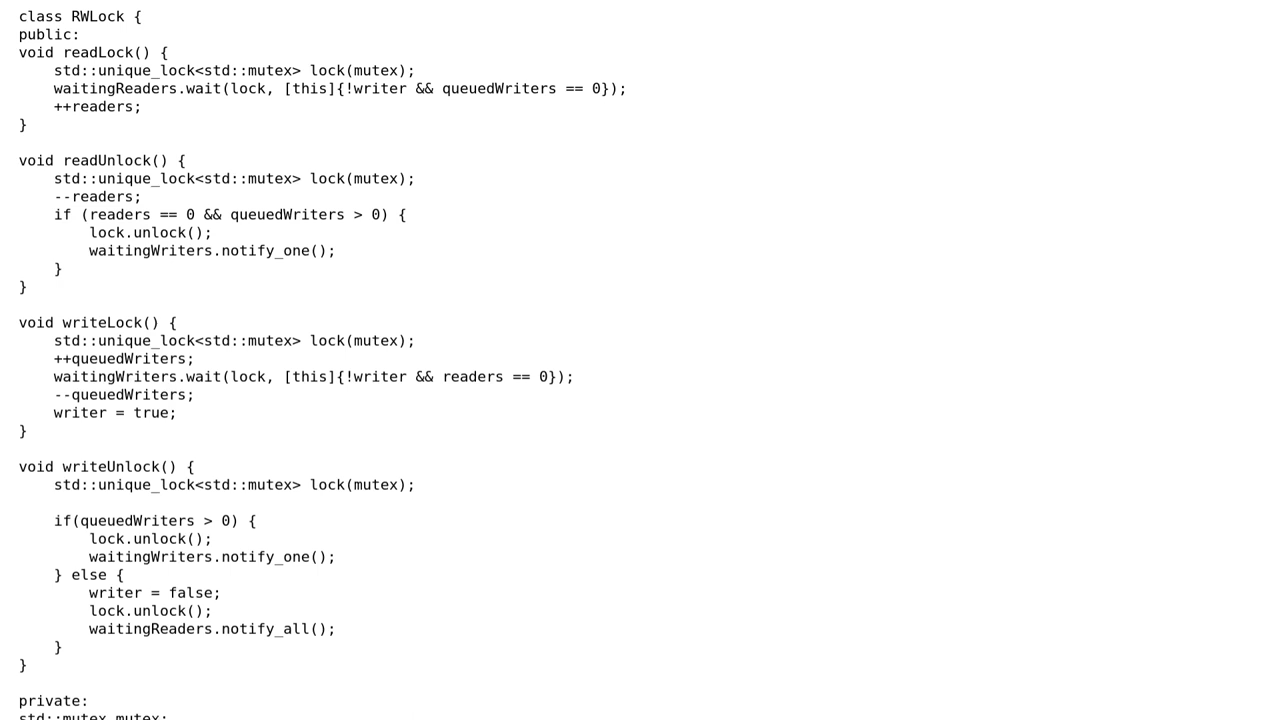 class RWLock {
public:
void readLock() {
    std::unique_lock<std::mutex> lock(mutex);
    waitingReaders.wait(lock, [this]{!writer && queuedWriters == 0});
    ++readers;
}

void readUnlock() {
    std::unique_lock<std::mutex> lock(mutex);
    --readers;
    if (readers == 0 && queuedWriters > 0) {
        lock.unlock();
        waitingWriters.notify_one();
    }
}

void writeLock() {
    std::unique_lock<std::mutex> lock(mutex);
    ++queuedWriters;
    waitingWriters.wait(lock, [this]{!writer && readers == 0});
    --queuedWriters;
    writer = true;
}

void writeUnlock() {
    std::unique_lock<std::mutex> lock(mutex);

    if(queuedWriters > 0) {
        lock.unlock();
        waitingWriters.notify_one();
    } else {
        writer = false;
        lock.unlock();
        waitingReaders.notify_all();
    }
}

private:
std::mutex mutex;